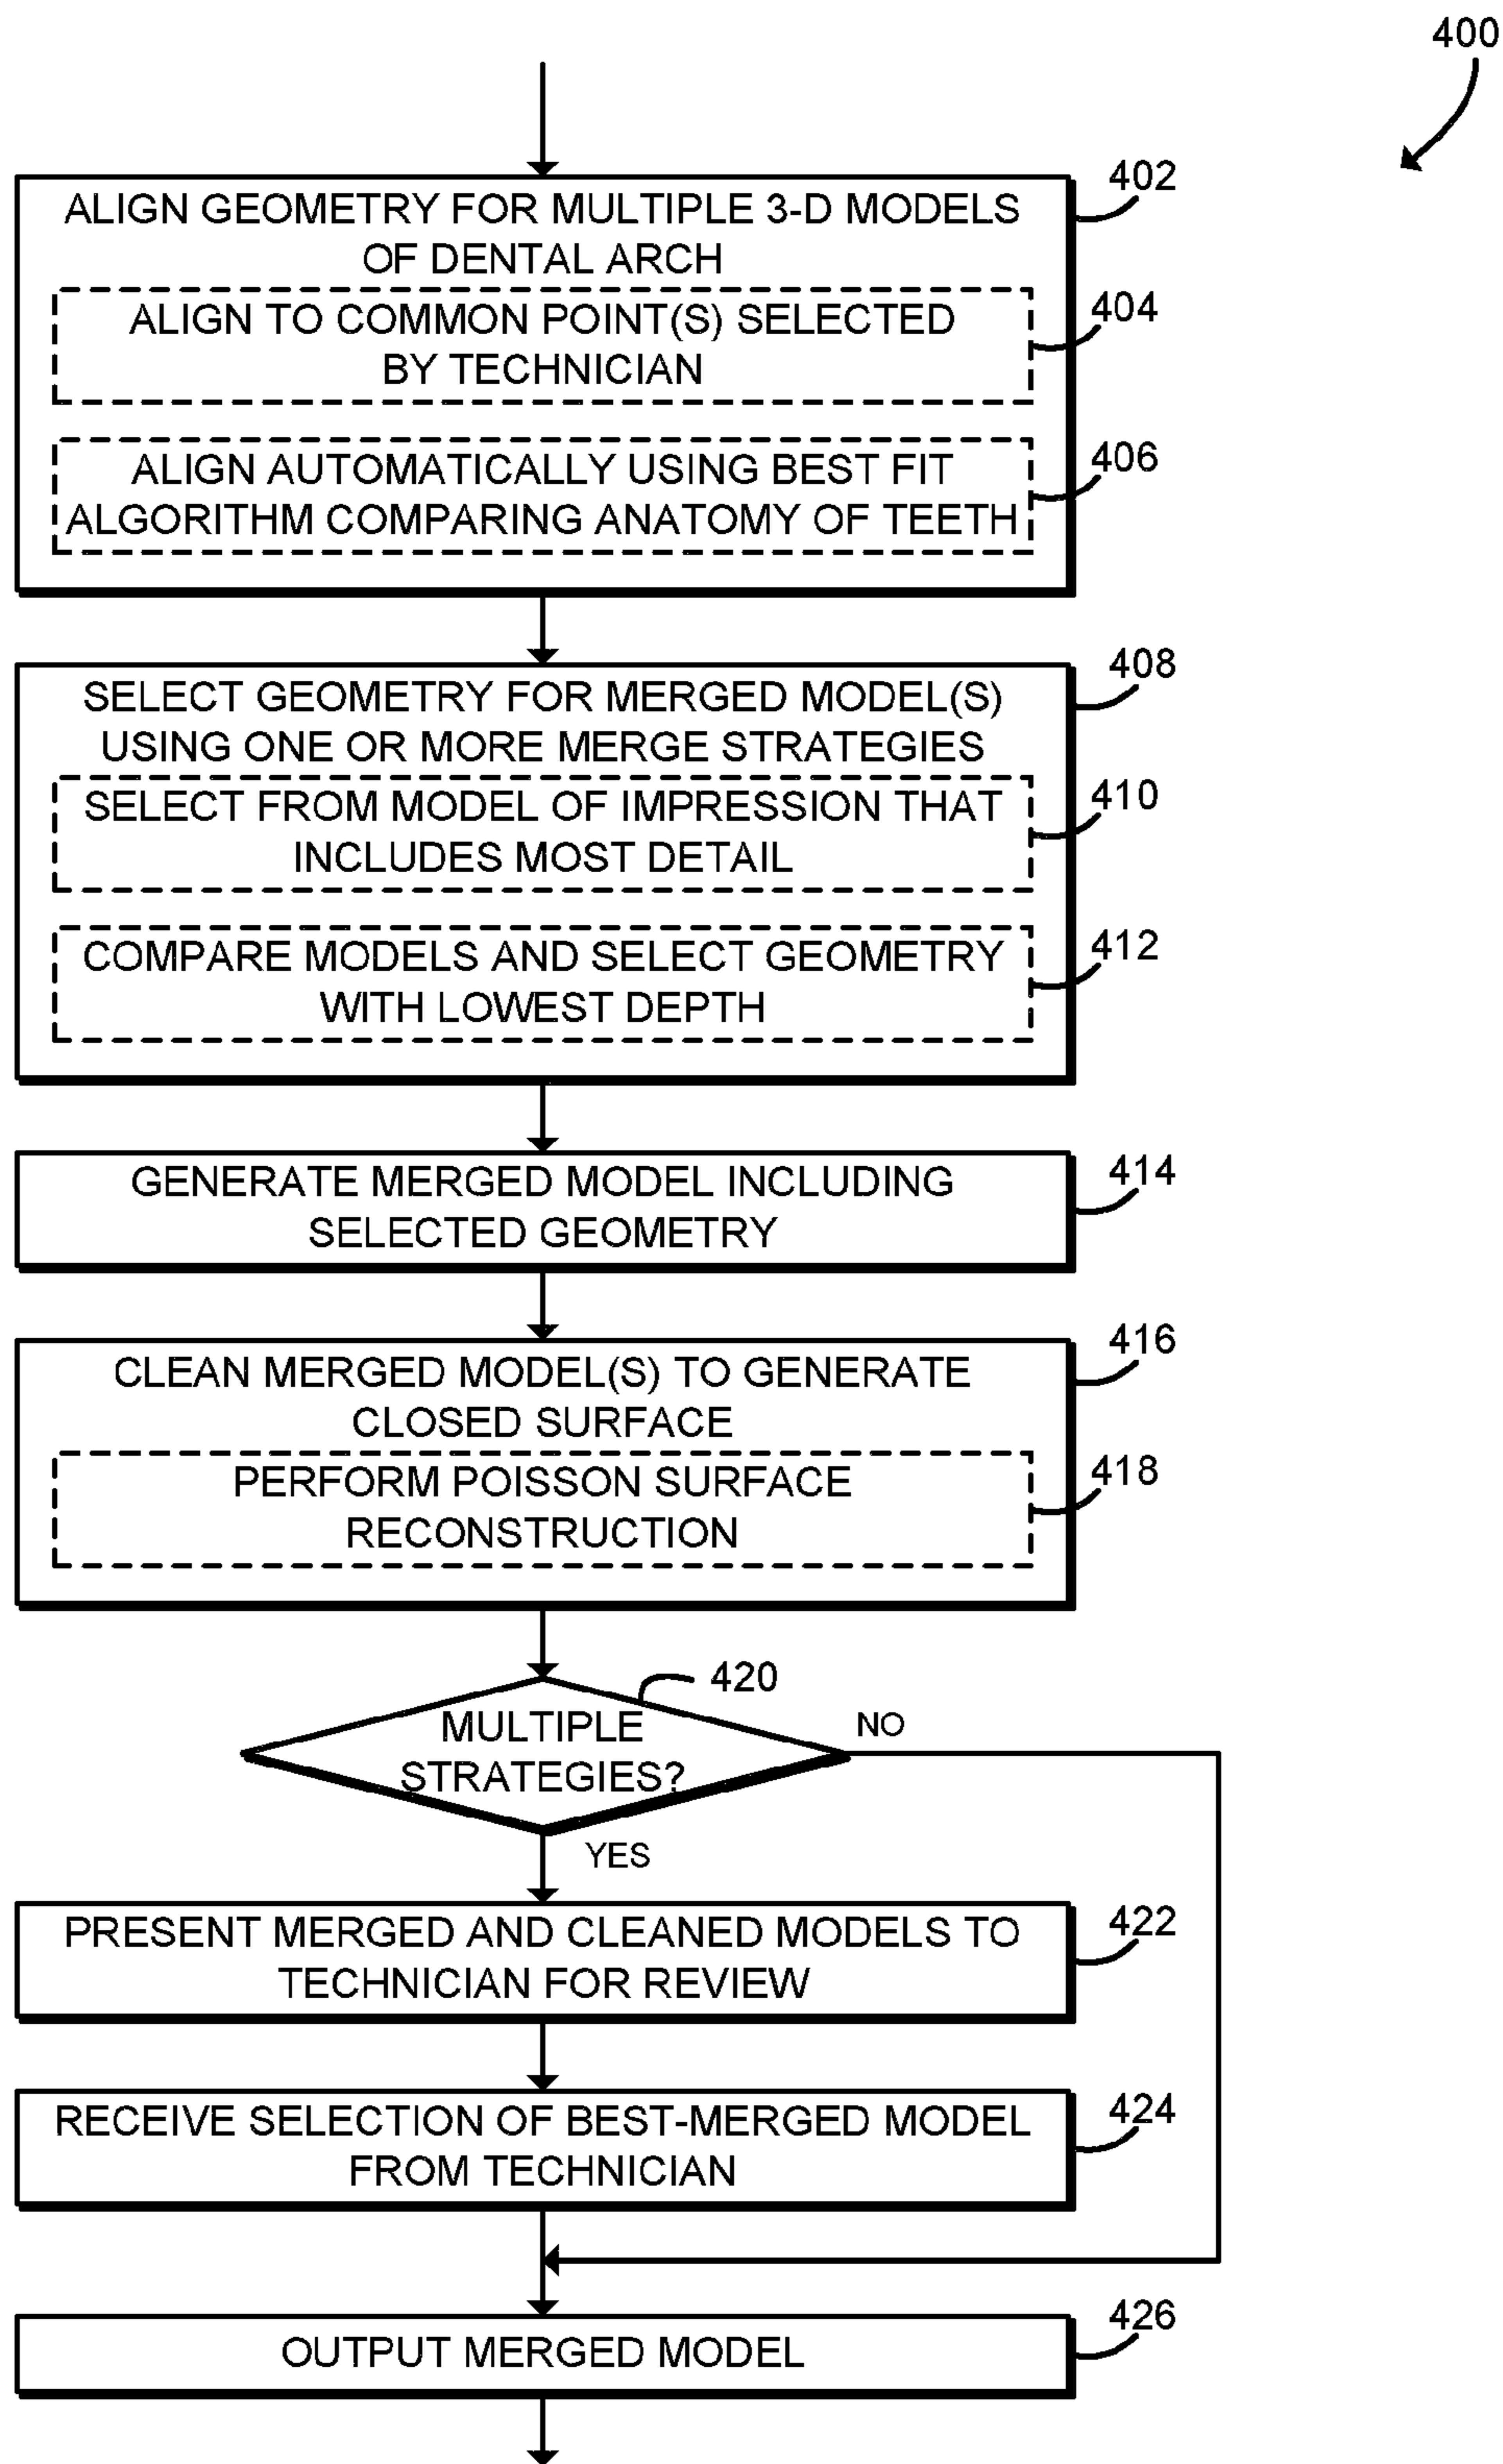 400
402
ALIGN GEOMETRY FOR MULTIPLE 3-D MODELS
OF DENTAL ARCH
404
ALIGN TO COMMON POINT(S) SELECTED
BY TECHNICIAN
406
ALIGN AUTOMATICALLY USING BEST FIT
ALGORITHM COMPARING ANATOMY OF TEETH
408
SELECT GEOMETRY FOR MERGED MODEL(S)
USING ONE OR MORE MERGE STRATEGIES
410
SELECT FROM MODEL OF IMPRESSION THAT
INCLUDES MOST DETAIL
412
COMPARE MODELS AND SELECT GEOMETRY
WITH LOWEST DEPTH
414
GENERATE MERGED MODEL INCLUDING
SELECTED GEOMETRY
416
CLEAN MERGED MODEL(S) TO GENERATE
CLOSED SURFACE
418
PERFORM POISSON SURFACE
RECONSTRUCTION
420
MULTIPLE
STRATEGIES?
NO
YES
422
PRESENT MERGED AND CLEANED MODELS TO
TECHNICIAN FOR REVIEW
424
RECEIVE SELECTION OF BEST-MERGED MODEL
FROM TECHNICIAN
426
OUTPUT MERGED MODEL